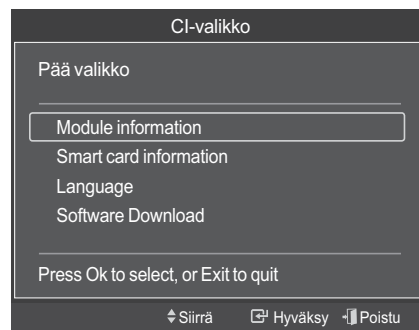 CI-valikko
Pää valikko
Module information
Smart card information
Language
Software Download
Press Ok to select, or Exit to quit
Siirrä Hyväksy Poistu